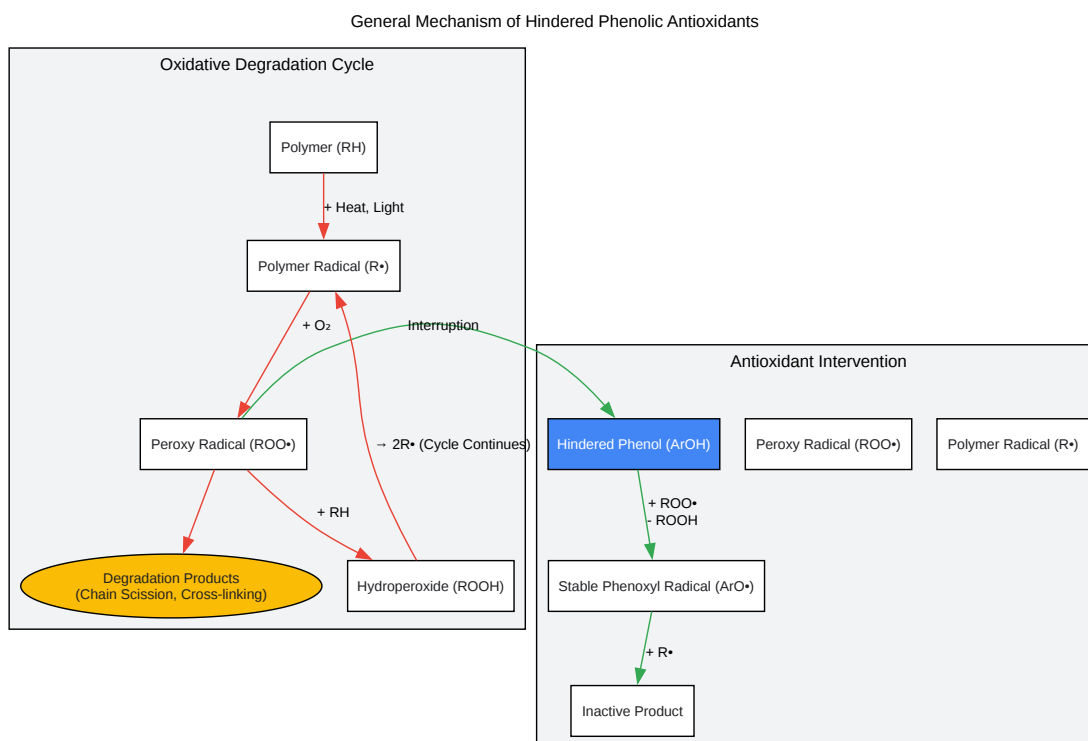 General Mechanism of Hindered Phenolic Antioxidants
Oxidative Degradation Cycle
Polymer (RH)
+ Heat, Light
Polymer Radical (R•)
+ O₂
Interruption
Peroxy Radical (ROO•)
→ 2R• (Cycle Continues)
+ RH
Degradation Products
(Chain Scission, Cross-linking)
Hydroperoxide (ROOH)
Antioxidant Intervention
Hindered Phenol (ArOH)
Peroxy Radical (ROO•)
Polymer Radical (R•)
+ ROO•
- ROOH
Stable Phenoxyl Radical (ArO•)
+ R•
Inactive Product